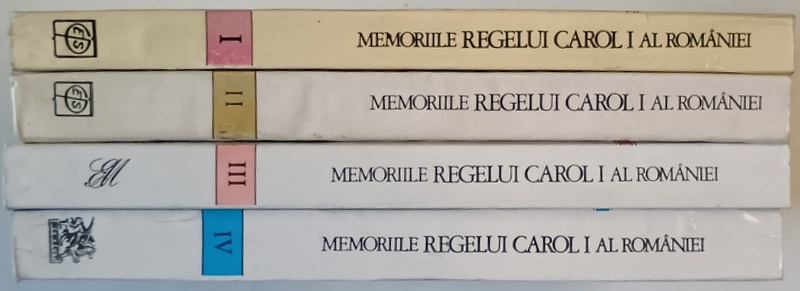 I MEMORIILE REGELUI CAROL I AL ROMÂNIEI
II MEMORIILE REGELUI CAROL I AL ROMÂNIEI
III MEMORIILE REGELUI CAROL I AL ROMÂNIEI
IV MEMORIILE REGELUI CAROL I AL ROMÂNIEI